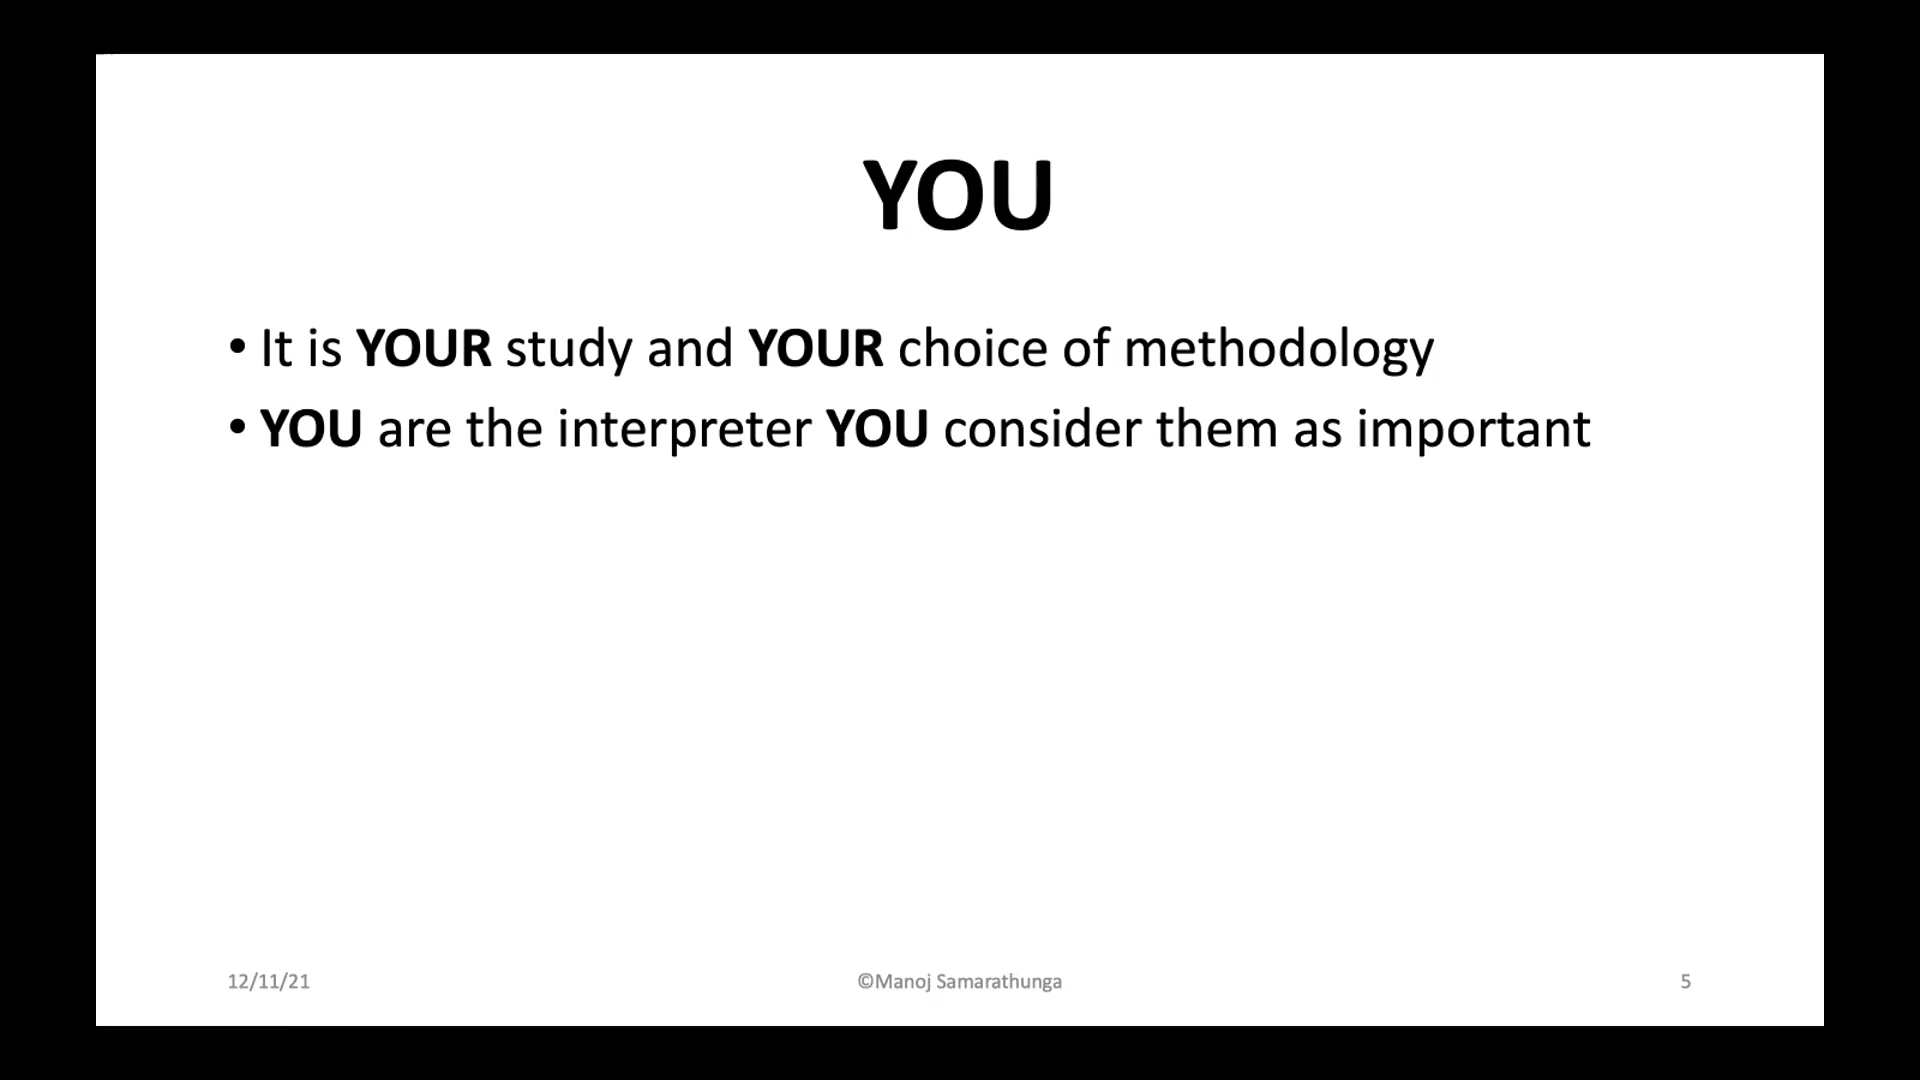 YOU
• It is YOUR study and YOUR choice of methodology
• YOU are the interpreter YOU consider them as important
12/11/21
©Manoj Samarathunga
5